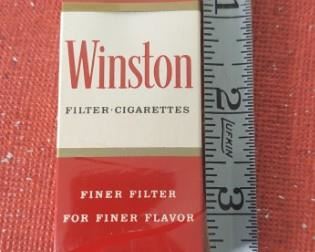 Winston
FILTER·CIGARETTES
FINER FILTER
FOR FINER FLAVOR
1
2
LUFKIN
3